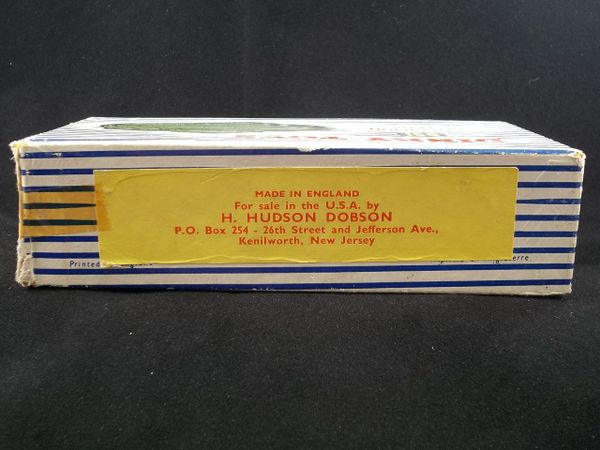 MADE IN ENGLAND
For sale in the U.S.A. by
H. HUDSON DOBSON
P.O. Box 254 - 26th Street and Jefferson Ave.,
Kenilworth, New Jersey
Printed